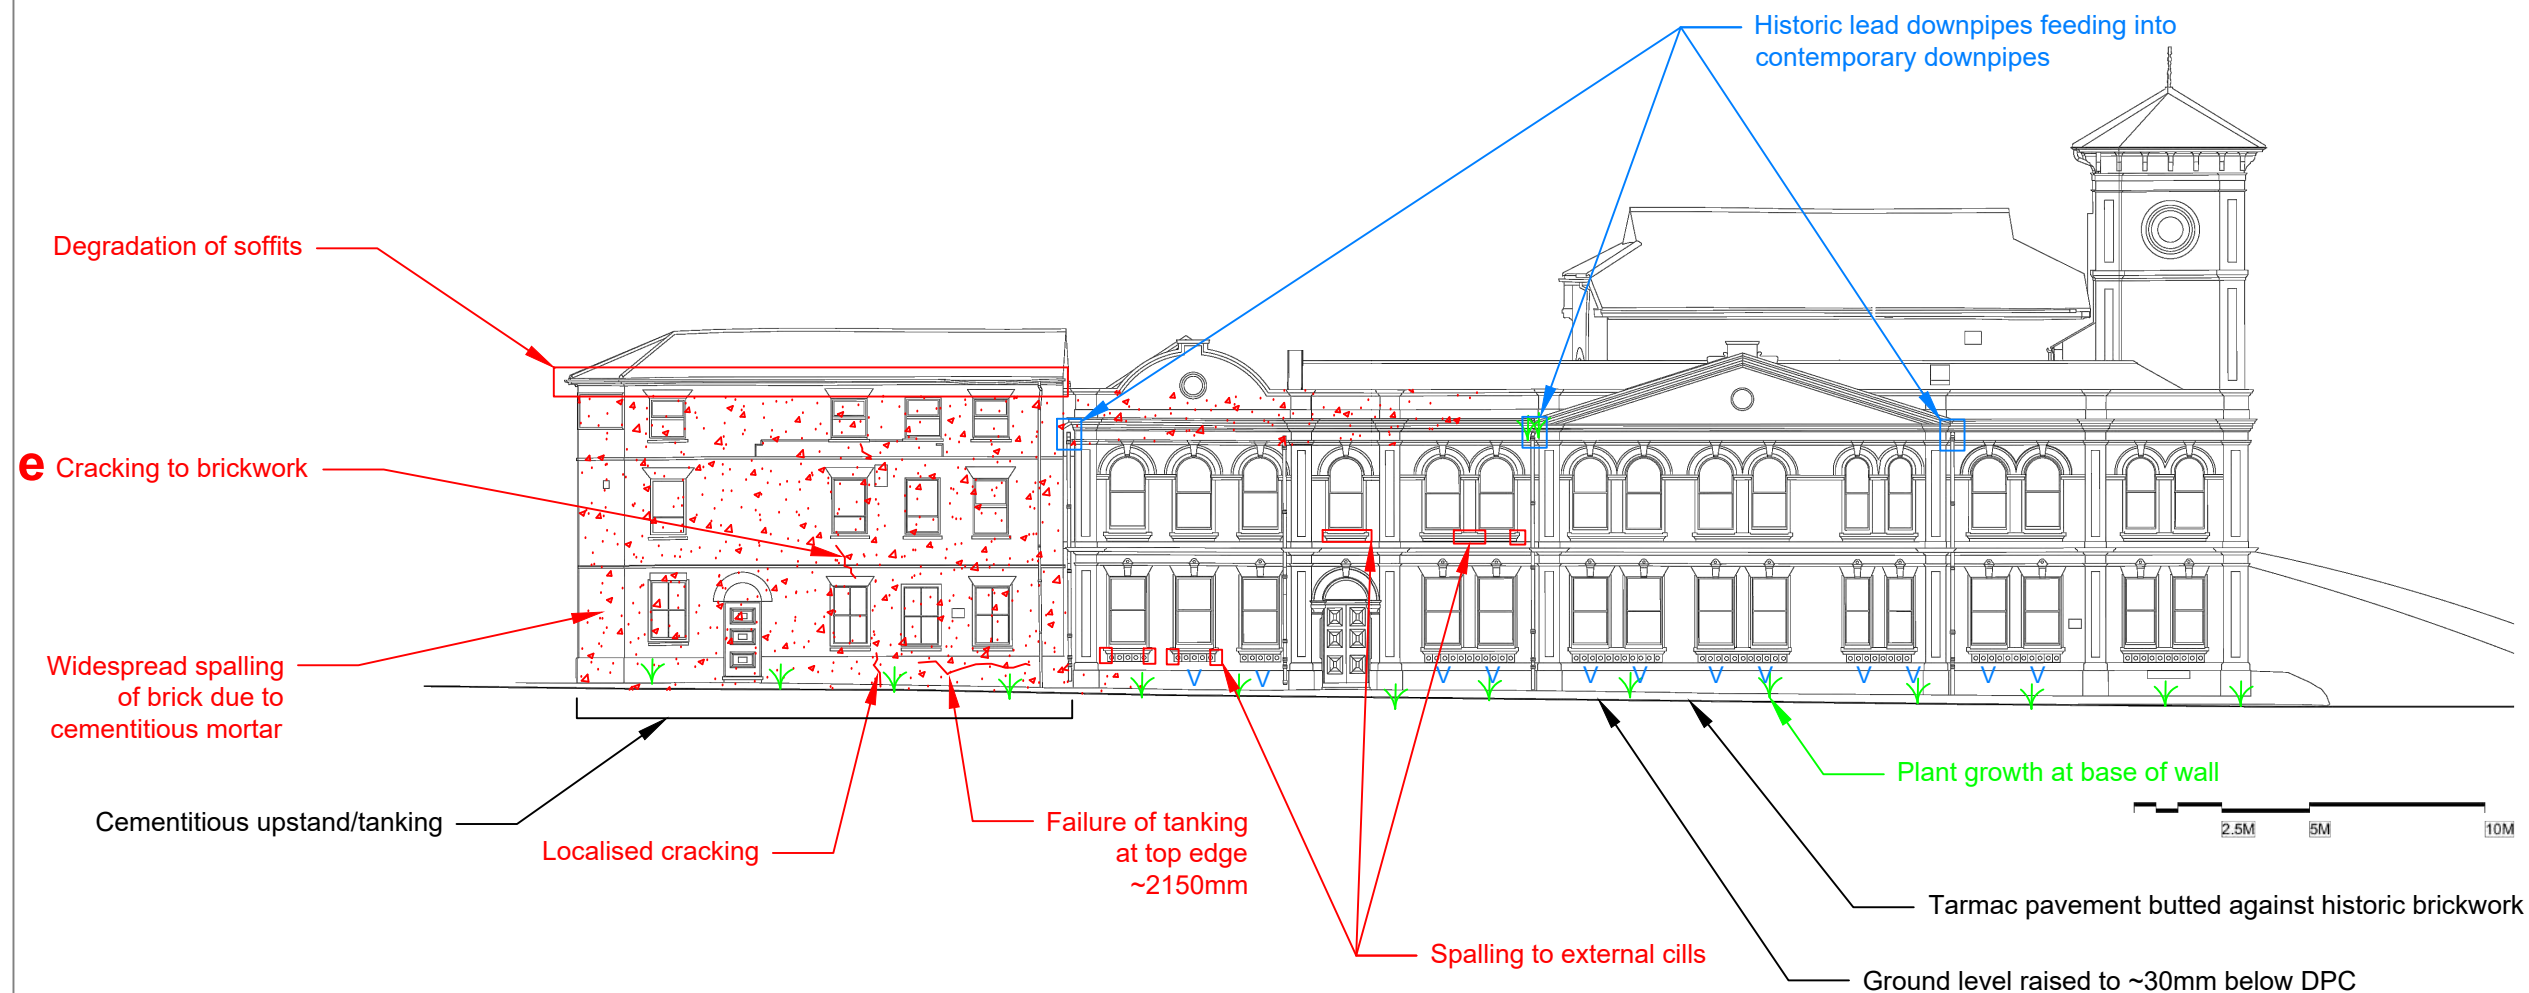 Historic lead downpipes feeding into
contemporary downpipes
Degradation of soffits
e
Cracking to brickwork
Widespread spalling
of brick due to
cementitious mortar
Cementitious upstand/tanking
Localised cracking
Failure of tanking
at top edge
~2150mm
Plant growth at base of wall
2.5M 5M 10M
Tarmac pavement butted against historic brickwork
Spalling to external cills
Ground level raised to ~30mm below DPC
V V V V V V V V V V V V